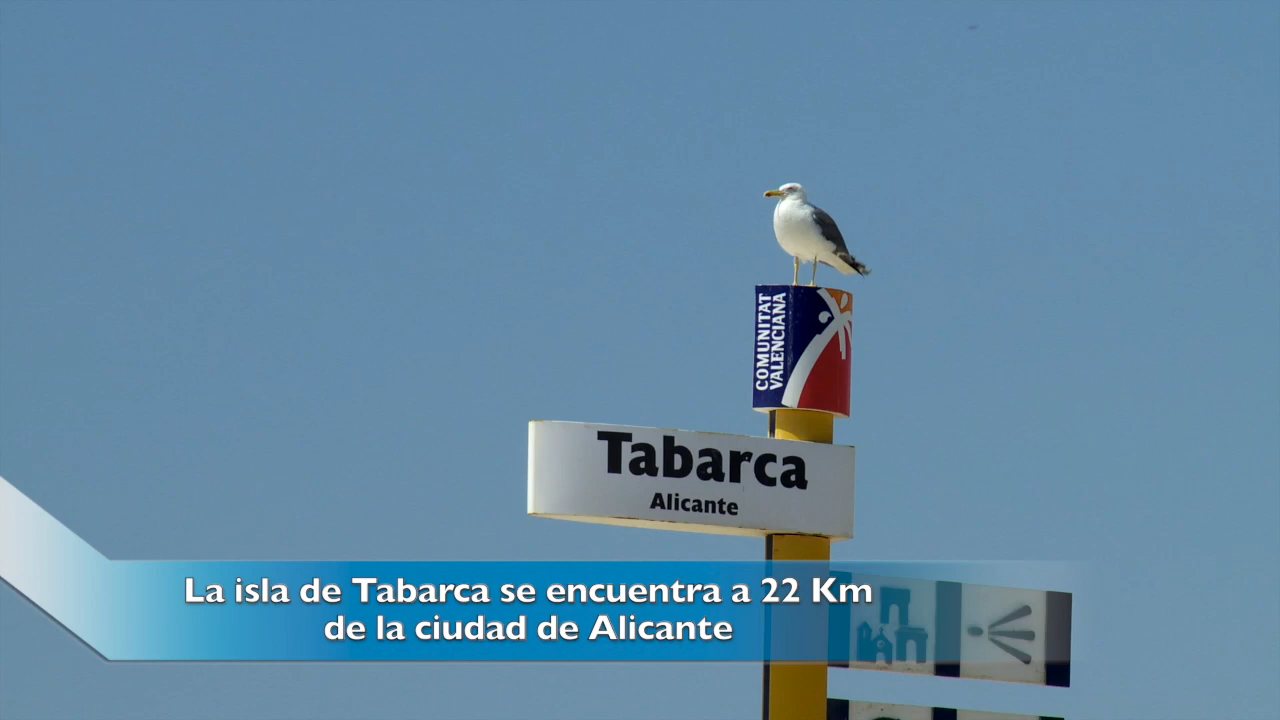 COMUNITAT
VALENCIANA
Tabarca
Alicante
La isla de Tabarca se encuentra a 22 Km
de la ciudad de Alicante